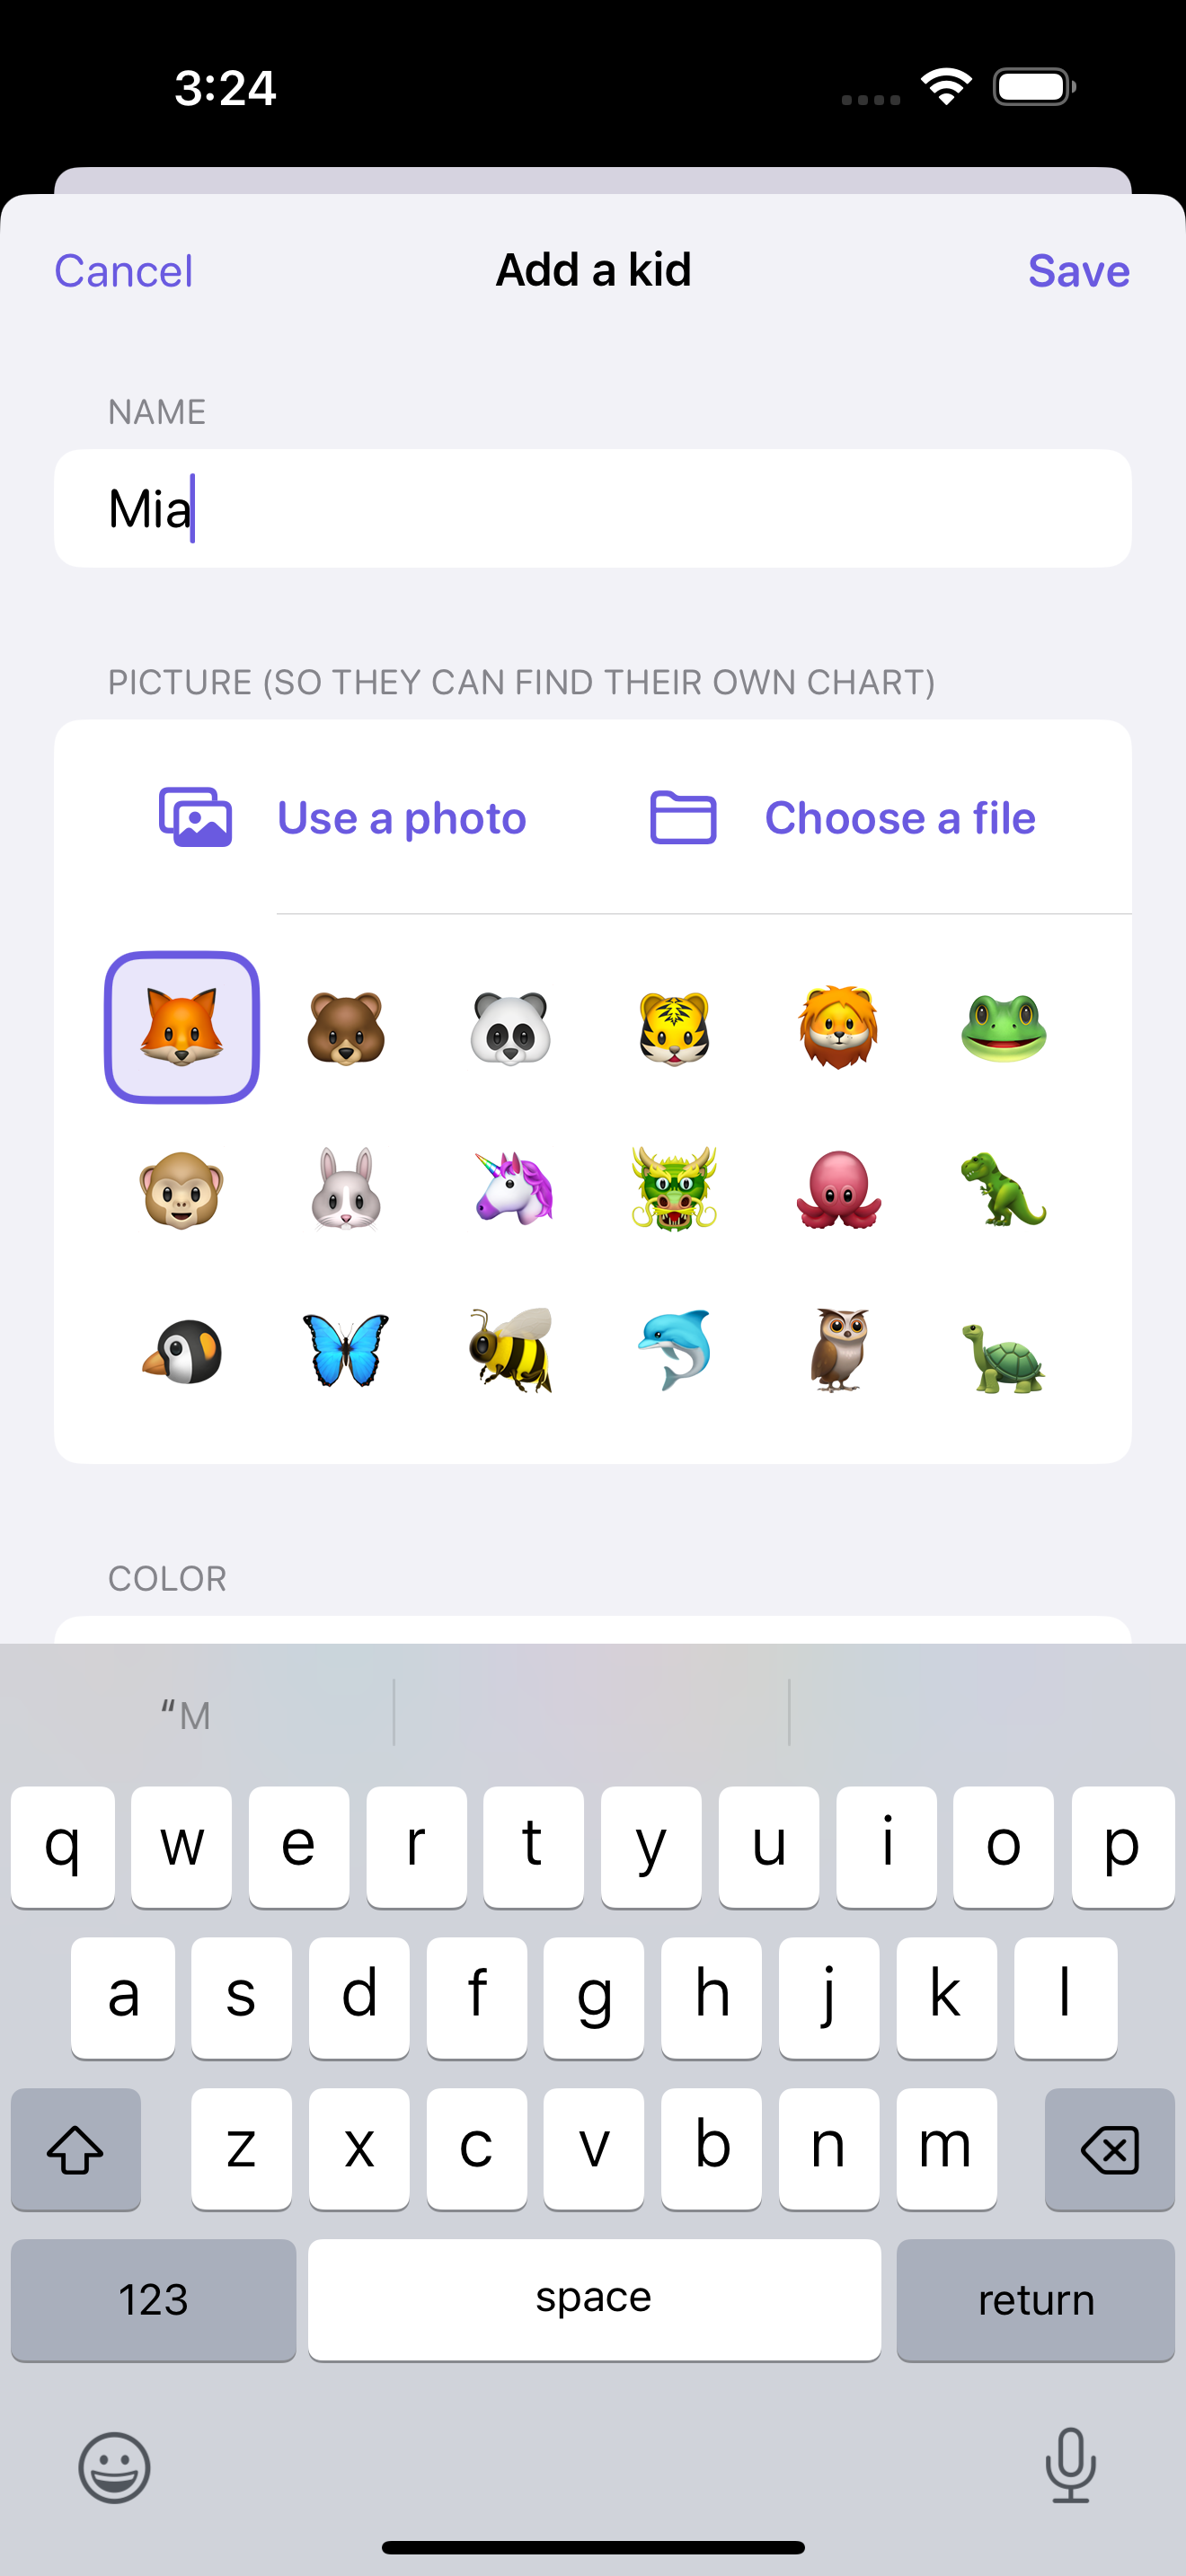 3:24
Cancel Add a kid Save
NAME
Mia
PICTURE (SO THEY CAN FIND THEIR OWN CHART)
Use a photo Choose a file
COLOR
“M
q w e r t y u i o p
a s d f g h j k l
z x c v b n m
123 space return